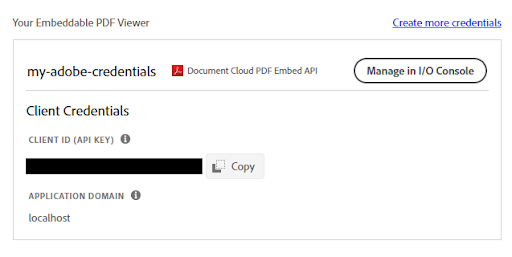 Your Embeddable PDF Viewer
Create more credentials
my-adobe-credentials
Document Cloud PDF Embed API
Manage in I/O Console
Client Credentials
CLIENT ID (API KEY)
Copy
APPLICATION DOMAIN
localhost